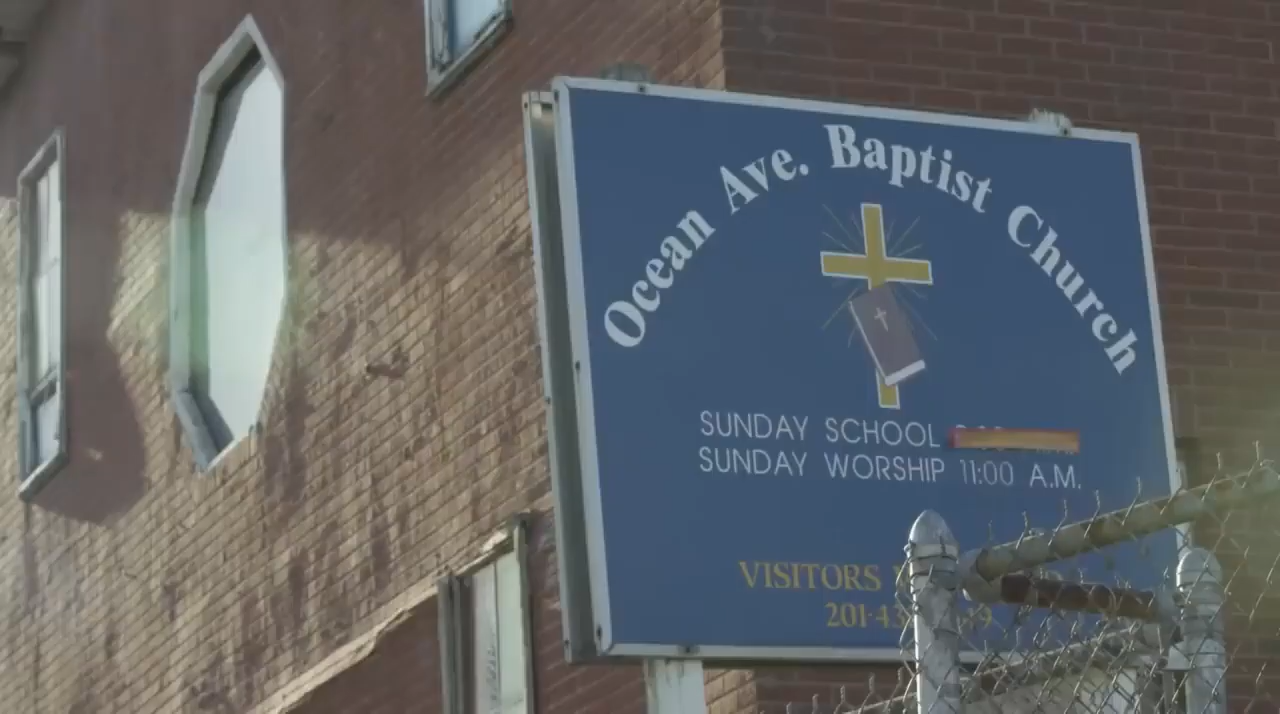 Ocean Ave. Baptist Church
SUNDAY SCHOOL
SUNDAY WORSHIP 11:00 A.M.
VISITORS